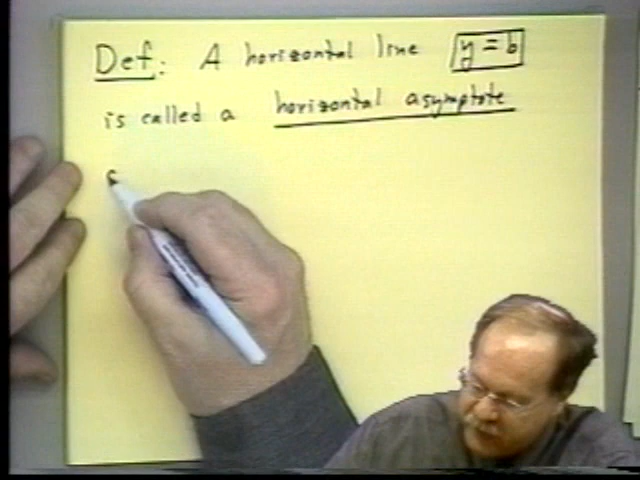 Def: A horizontal line y = b
is called a horizontal asymptote